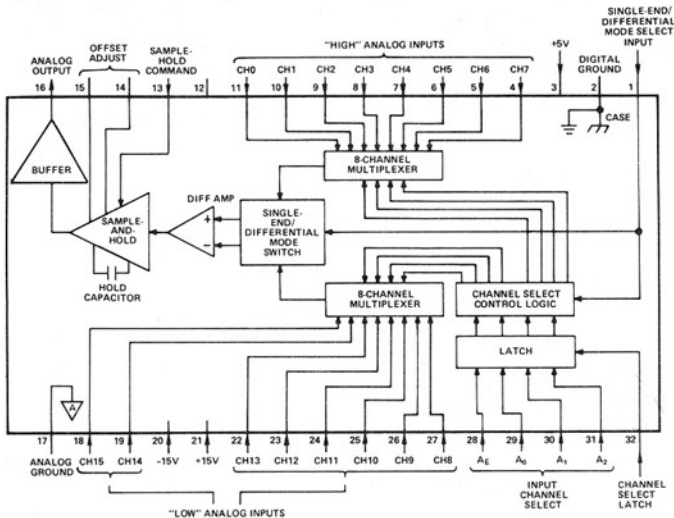 SINGLE-END/
DIFFERENTIAL
MODE SELECT
INPUT
ANALOG
OUTPUT
OFFSET
ADJUST
SAMPLE-
HOLD
COMMAND
"HIGH" ANALOG INPUTS
+5V
DIGITAL
GROUND
CH0 CH1 CH2 CH3 CH4 CH5 CH6 CH7
16 15 14 13 12 11 10 9 8 7 6 5 4 3 2 1
CASE
BUFFER
8-CHANNEL
MULTIPLEXER
DIFF AMP
SAMPLE-
AND-
HOLD
+
−
SINGLE-
END/
DIFFERENTIAL
MODE
SWITCH
HOLD
CAPACITOR
8-CHANNEL
MULTIPLEXER
CHANNEL SELECT
CONTROL LOGIC
LATCH
A
17 18 19 20 21 22 23 24 25 26 27 28 29 30 31 32
ANALOG
GROUND
CH15 CH14 -15V +15V CH13 CH12 CH11 CH10 CH9 CH8 AE A0 A1 A2
INPUT
CHANNEL
SELECT
CHANNEL
SELECT
LATCH
"LOW" ANALOG INPUTS